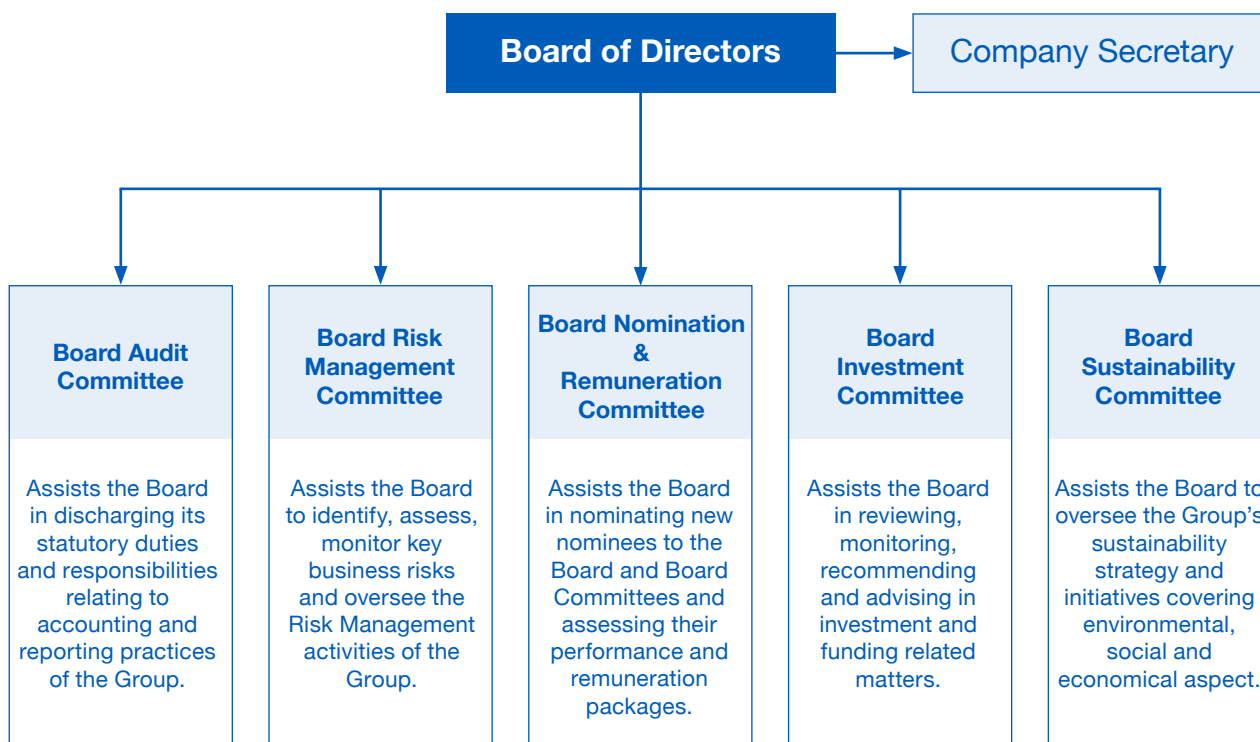 Board of Directors
Company Secretary
Board Audit
Committee
Assists the Board
in discharging its
statutory duties
and responsibilities
relating to
accounting and
reporting practices
of the Group.
Board Risk
Management
Committee
Assists the Board
to identify, assess,
monitor key
business risks
and oversee the
Risk Management
activities of the
Group.
Board Nomination
&
Remuneration
Committee
Assists the Board
in nominating new
nominees to the
Board and Board
Committees and
assessing their
performance and
remuneration
packages.
Board
Investment
Committee
Assists the Board
in reviewing,
monitoring,
recommending
and advising in
investment and
funding related
matters.
Board
Sustainability
Committee
Assists the Board to
oversee the Group's
sustainability
strategy and
initiatives covering
environmental,
social and
economical aspect.